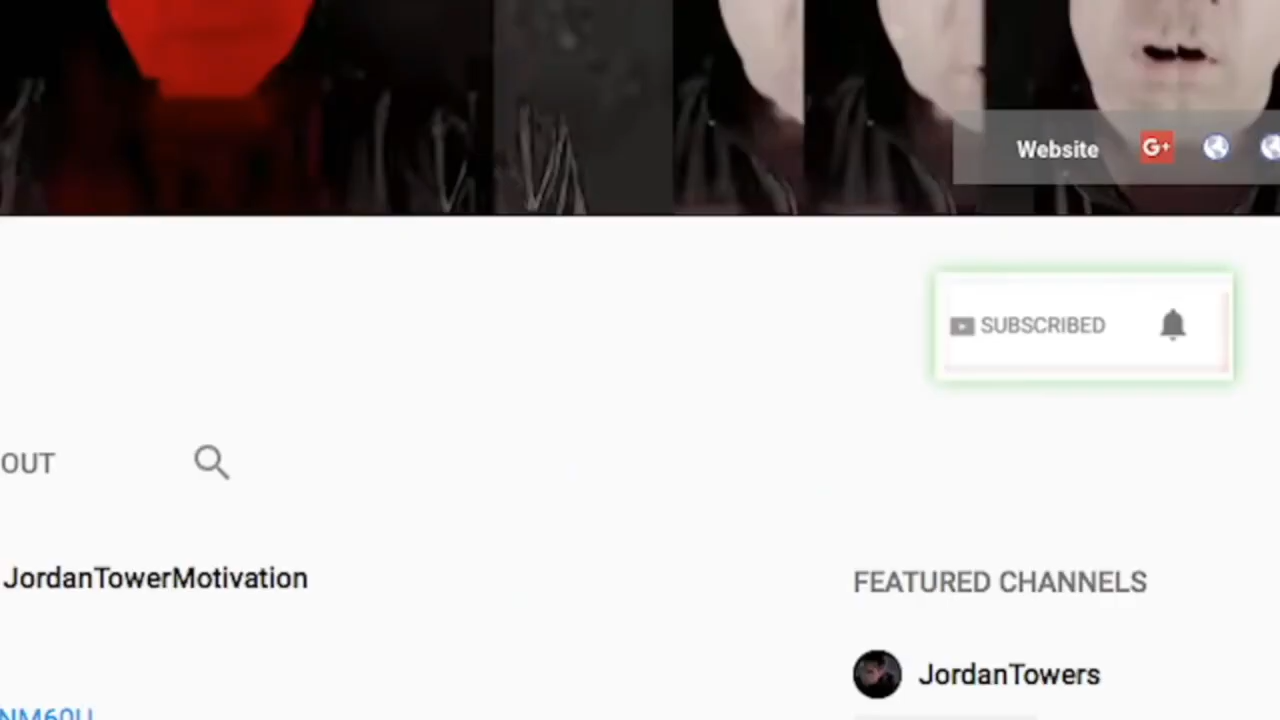 Website G+
SUBSCRIBED
OUT
JordanTowerMotivation
FEATURED CHANNELS
JordanTowers